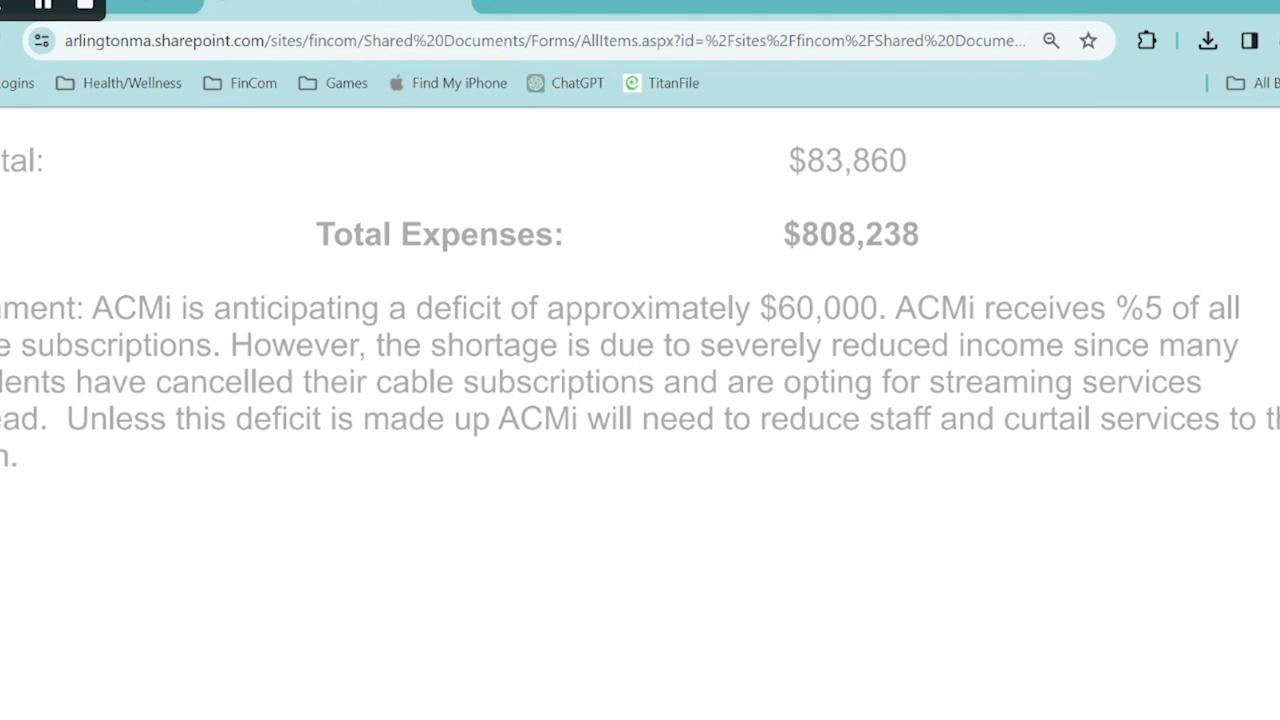 arlingtonma.sharepoint.com/sites/fincom/Shared%20Documents/Forms/AllItems.aspx?id=%2Fsites%2Ffincom%2FShared%20Docume...
ogins Health/Wellness FinCom Games Find My iPhone ChatGPT TitanFile All B
tal: $83,860
Total Expenses: $808,238
ment: ACMi is anticipating a deficit of approximately $60,000. ACMi receives %5 of all
e subscriptions. However, the shortage is due to severely reduced income since many
dents have cancelled their cable subscriptions and are opting for streaming services
ead. Unless this deficit is made up ACMi will need to reduce staff and curtail services to th
n.